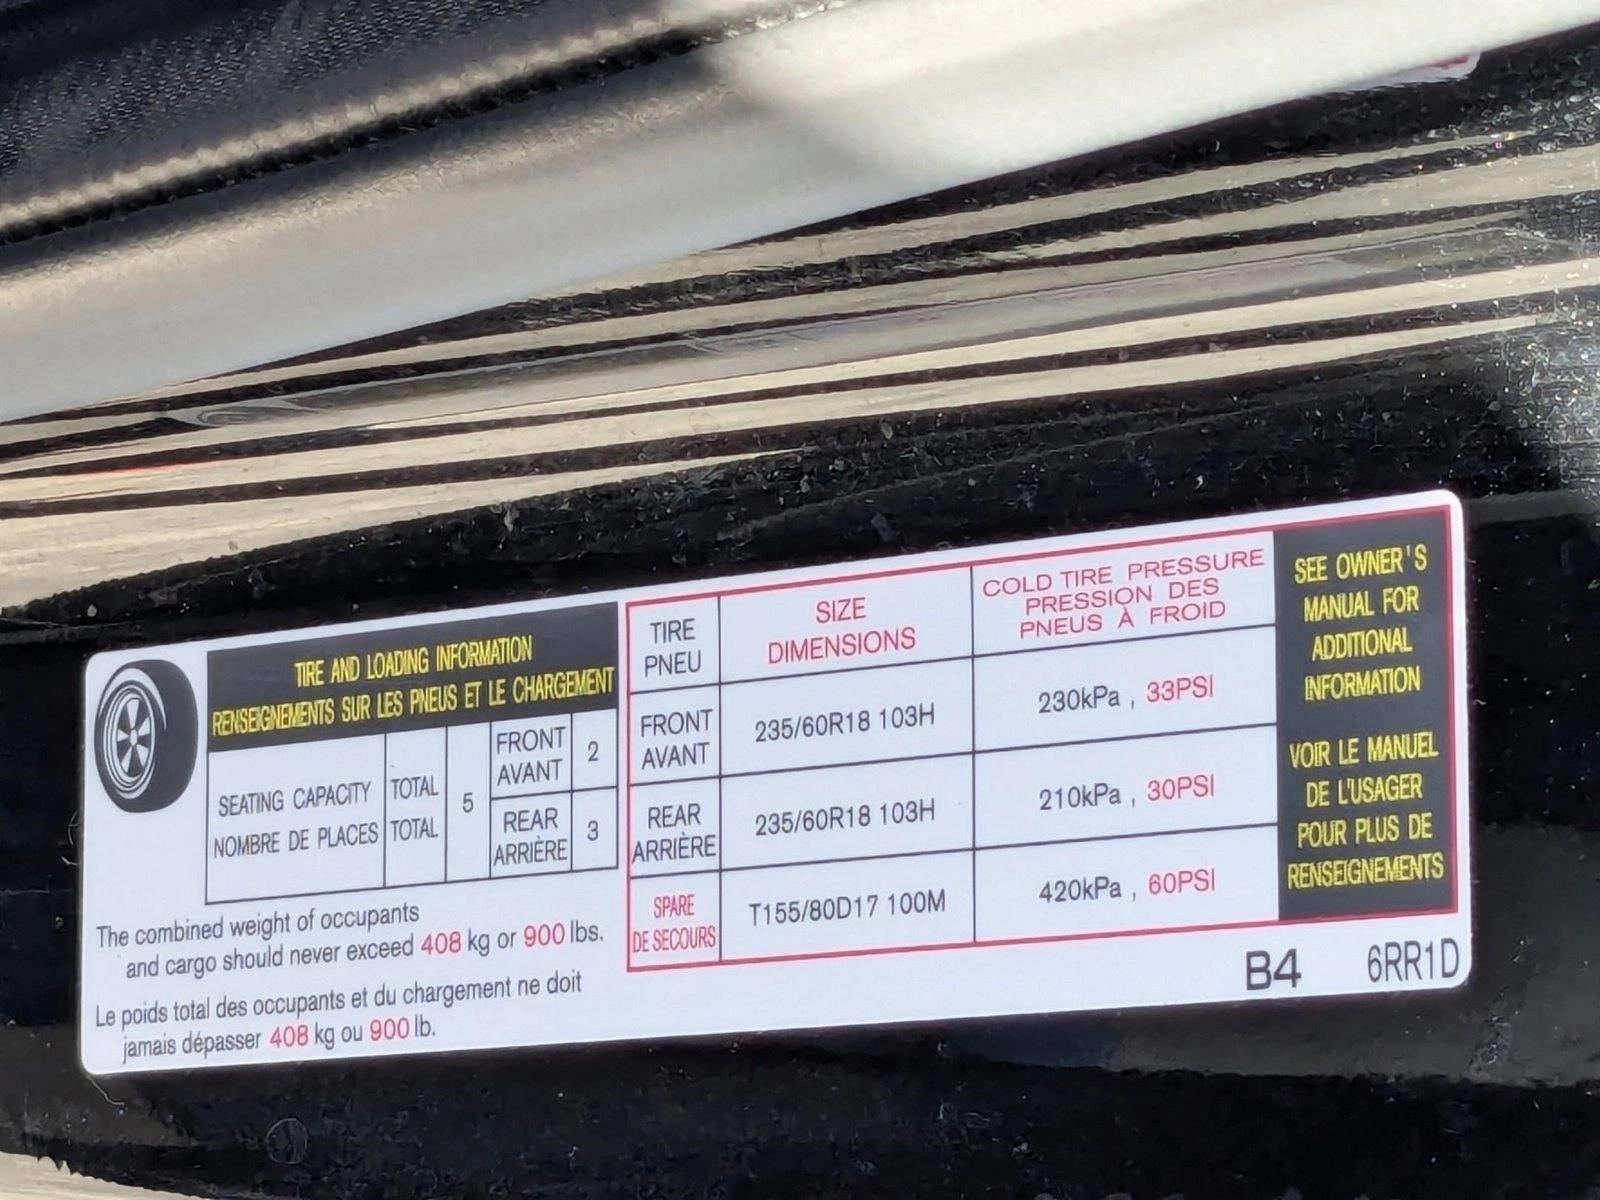 TIRE AND LOADING INFORMATION
RENSEIGNEMENTS SUR LES PNEUS ET LE CHARGEMENT
SEATING CAPACITY
NOMBRE DE PLACES
TOTAL
TOTAL
5
FRONT
AVANT
2
REAR
ARRIÈRE
3
The combined weight of occupants
and cargo should never exceed 408 kg or 900 lbs.
Le poids total des occupants et du chargement ne doit
jamais dépasser 408 kg ou 900 lb.
TIRE
PNEU
SIZE
DIMENSIONS
COLD TIRE PRESSURE
PRESSION DES
PNEUS À FROID
FRONT
AVANT
235/60R18 103H
230kPa , 33PSI
REAR
ARRIÈRE
235/60R18 103H
210kPa , 30PSI
SPARE
DE SECOURS
T155/80D17 100M
420kPa , 60PSI
SEE OWNER'S
MANUAL FOR
ADDITIONAL
INFORMATION
VOIR LE MANUEL
DE L'USAGER
POUR PLUS DE
RENSEIGNEMENTS
B4 6RR1D